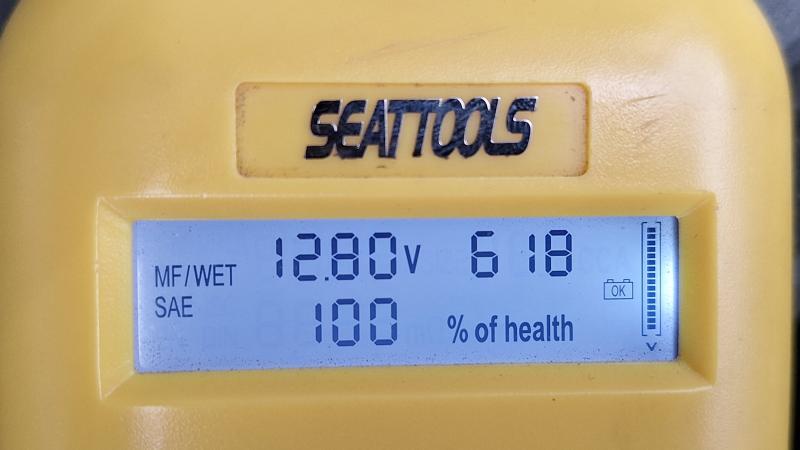 SEATTOOLS
MF/WET 12.80V 618
SAE
OK
100 % of health